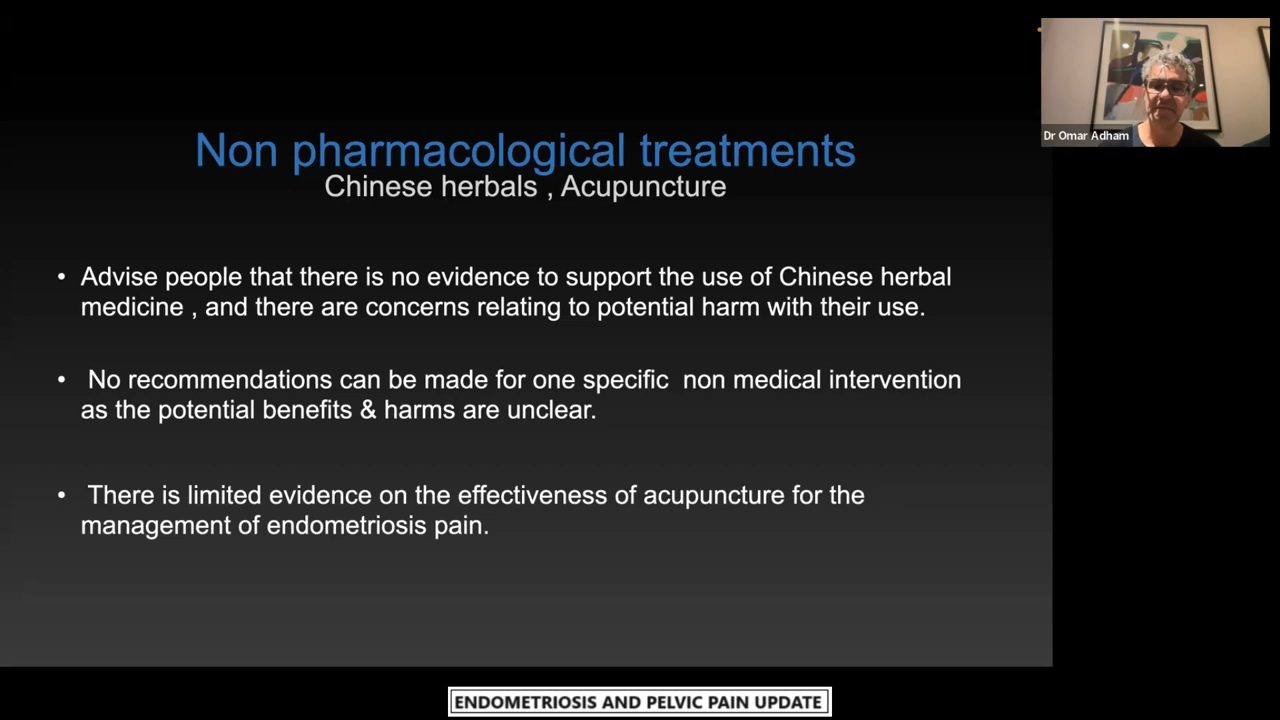 Dr Omar Adham
Non pharmacological treatments
Chinese herbals , Acupuncture
• Advise people that there is no evidence to support the use of Chinese herbal
medicine , and there are concerns relating to potential harm with their use.
• No recommendations can be made for one specific  non medical intervention
as the potential benefits & harms are unclear.
• There is limited evidence on the effectiveness of acupuncture for the
management of endometriosis pain.
ENDOMETRIOSIS AND PELVIC PAIN UPDATE